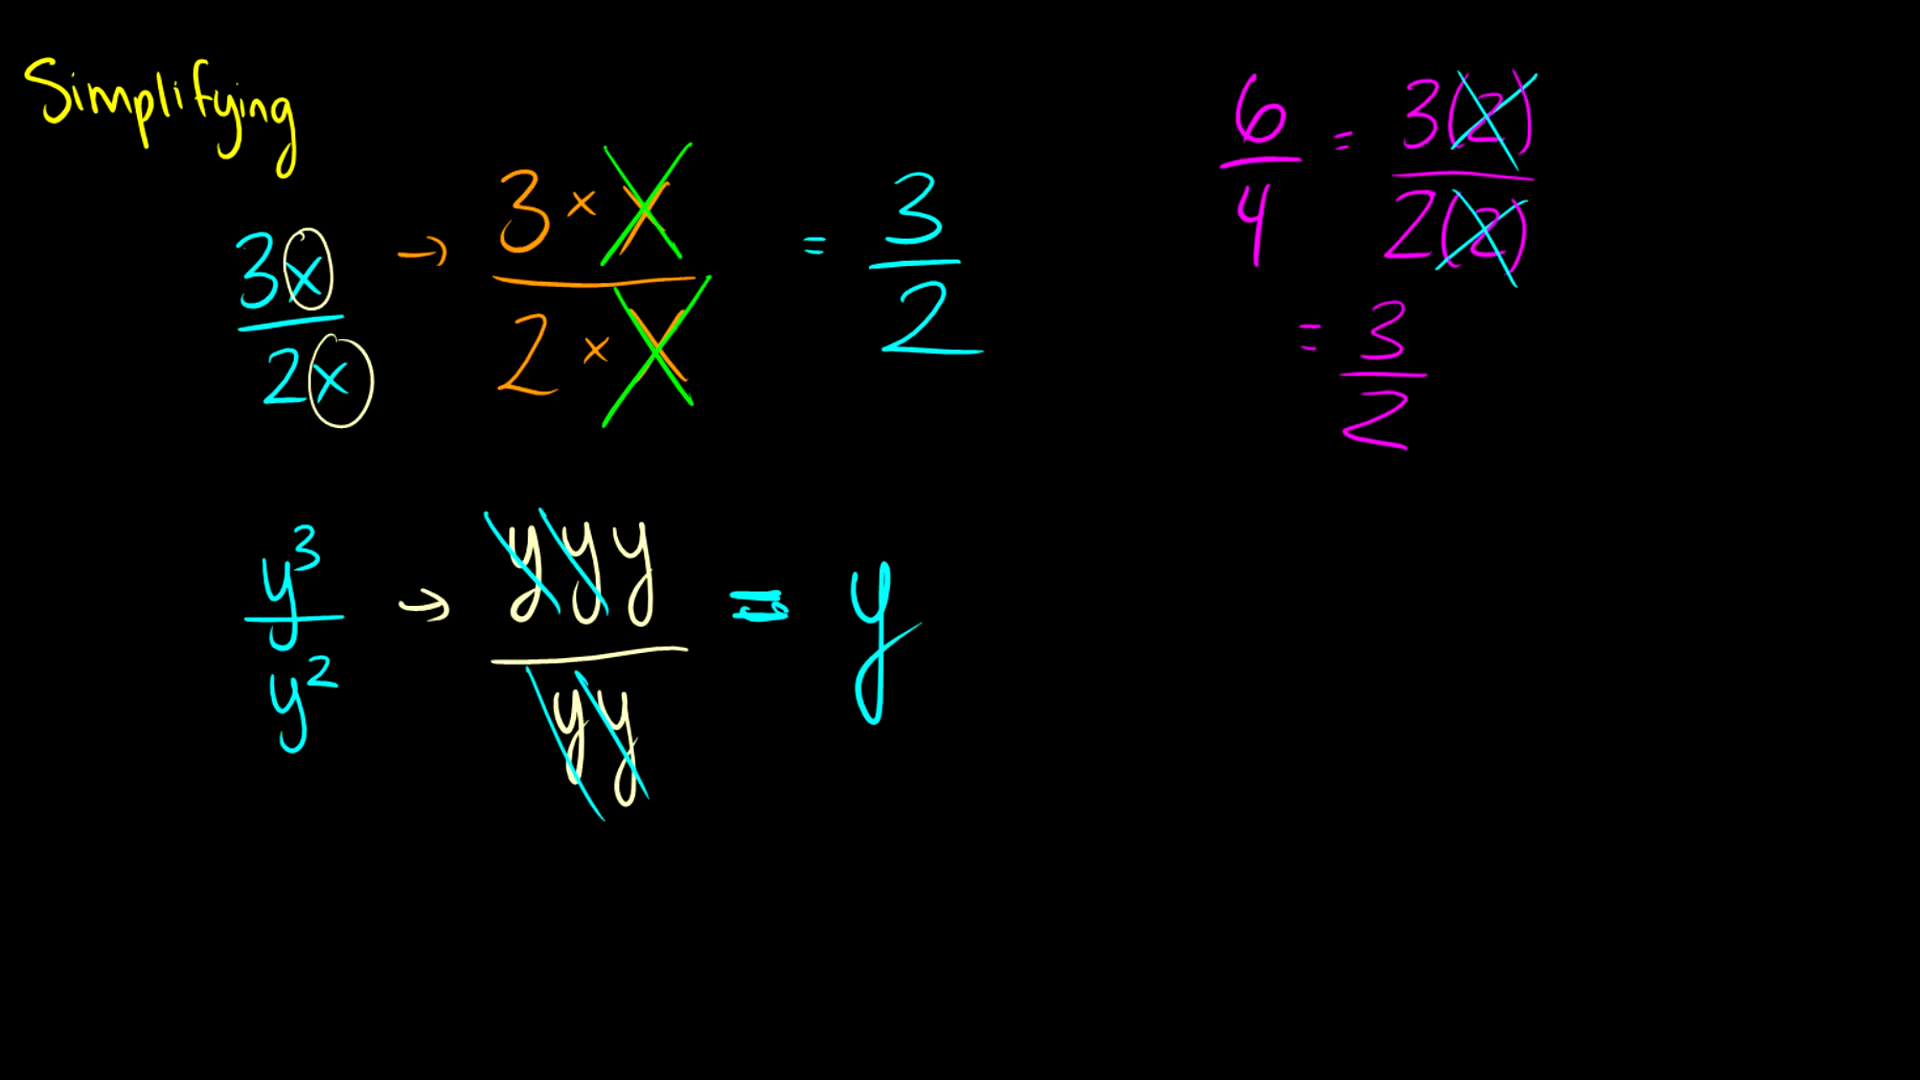 Simplifying
3x/2x → 3 × x/2 × x = 3/2
6/4 = 3(2)/2(2)
= 3/2
y³/y² → yyy/yy = y